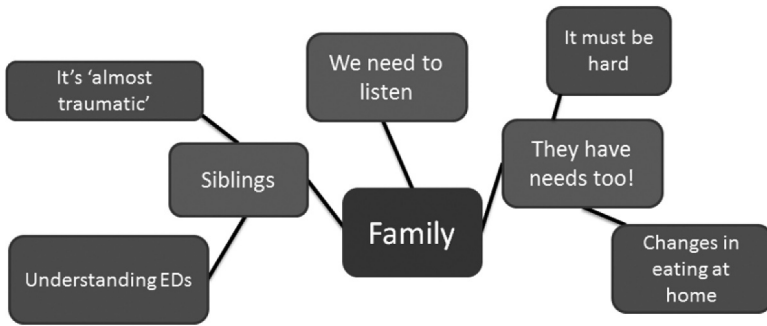 It's 'almost
traumatic'
Siblings
Understanding EDs
We need to
listen
Family
It must be
hard
They have
needs too!
Changes in
eating at
home